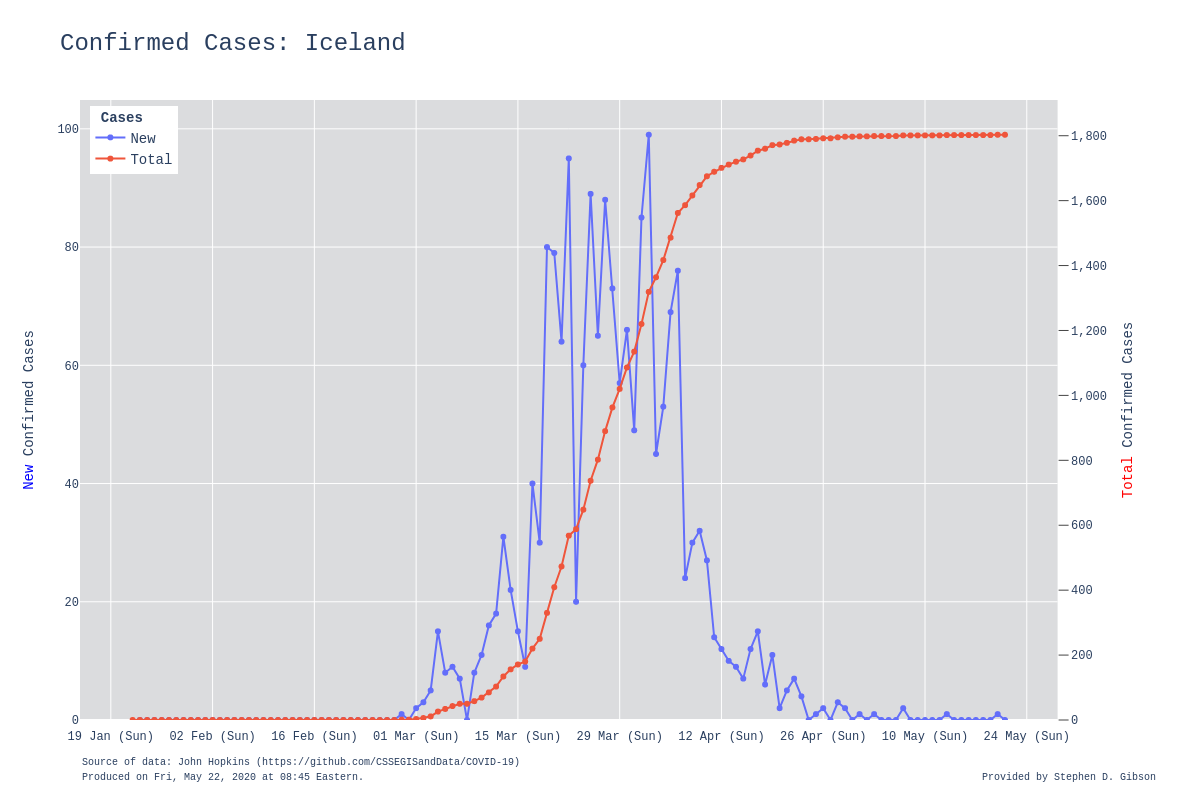 Confirmed Cases: Iceland
Cases
New
Total
100
80
60
40
20
0
1,800
1,600
1,400
1,200
1,000
800
600
400
200
0
New Confirmed Cases
Total Confirmed Cases
19 Jan (Sun) 02 Feb (Sun) 16 Feb (Sun) 01 Mar (Sun) 15 Mar (Sun) 29 Mar (Sun) 12 Apr (Sun) 26 Apr (Sun) 10 May (Sun) 24 May (Sun)
Source of data: John Hopkins (https://github.com/CSSEGISandData/COVID-19)
Produced on Fri, May 22, 2020 at 08:45 Eastern.
Provided by Stephen D. Gibson